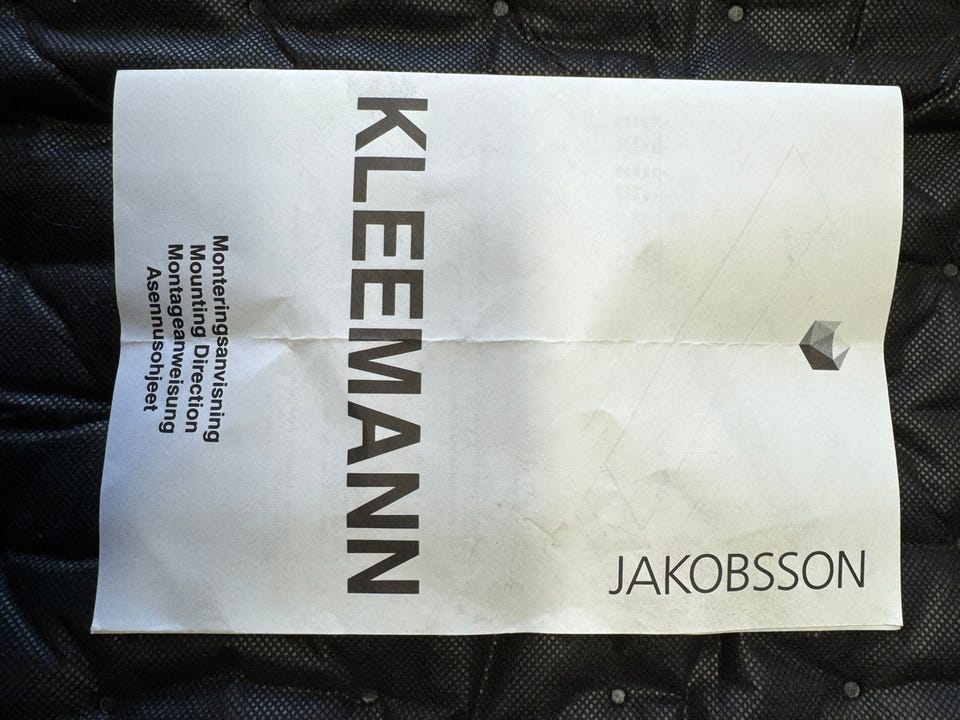 KLEEMANN
Monteringsanvisning
Mounting Direction
Montageanweisung
Asennusohjeet
JAKOBSSON